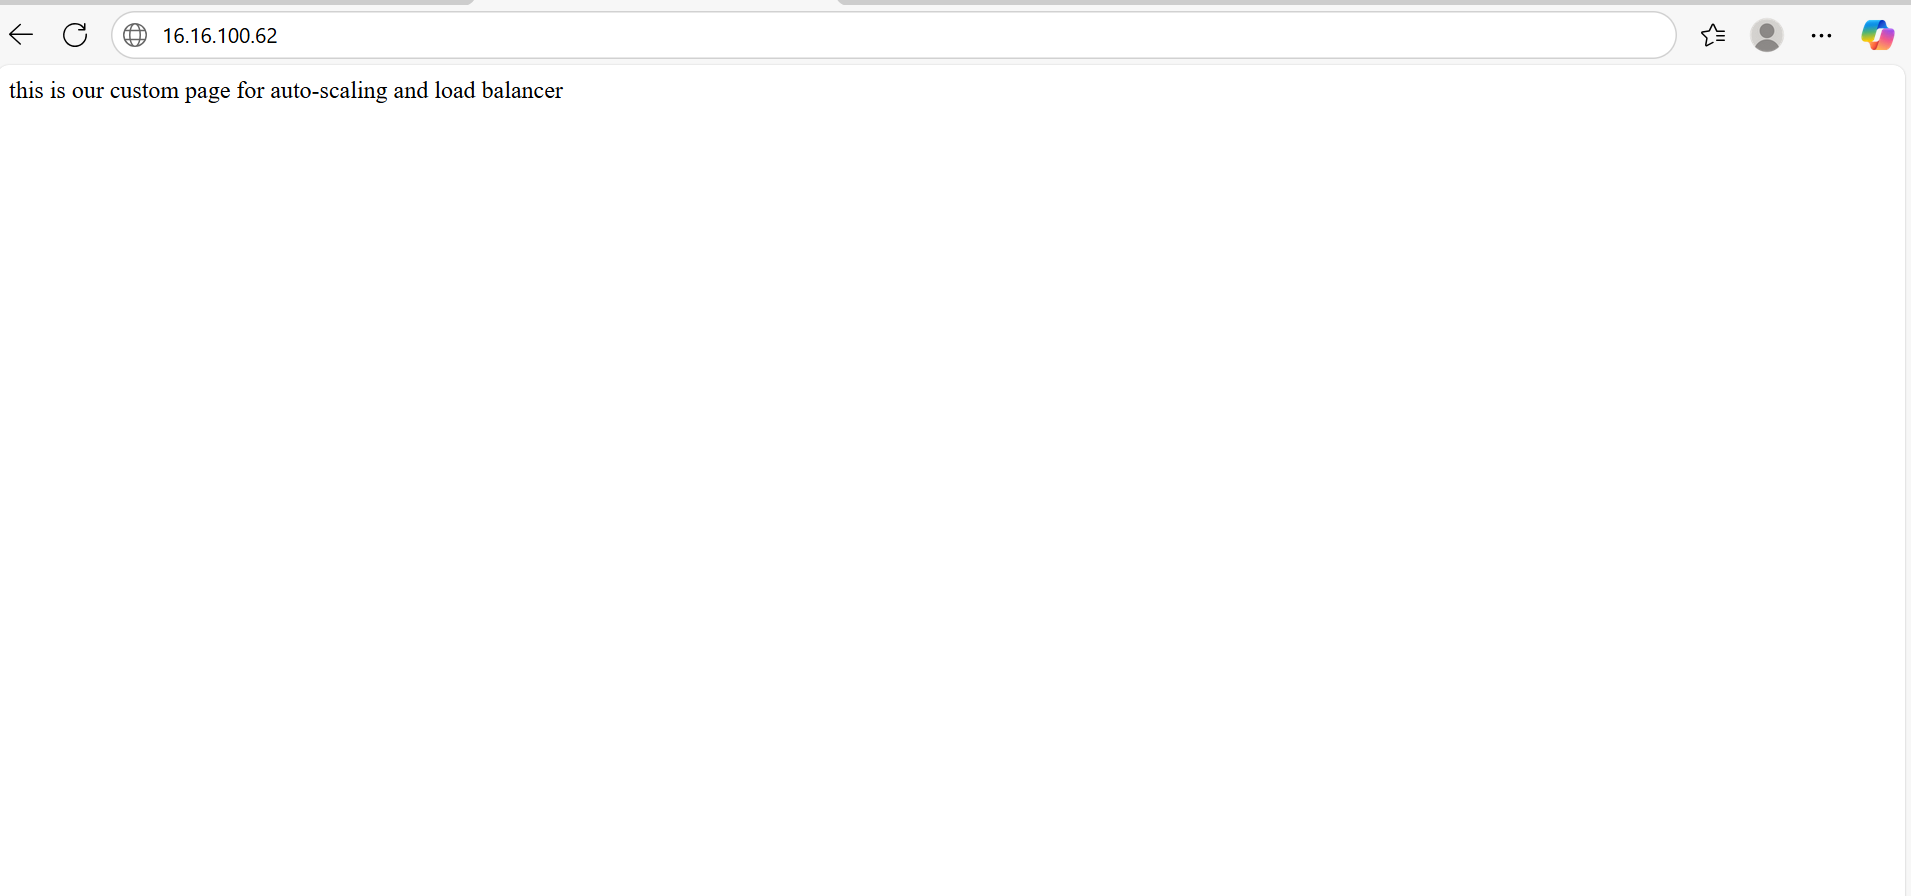 16.16.100.62
this is our custom page for auto-scaling and load balancer